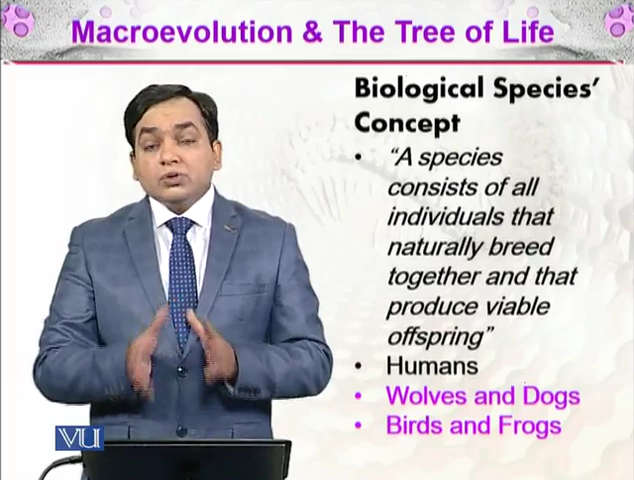 Macroevolution & The Tree of Life
Biological Species’
Concept
• “A species
consists of all
individuals that
naturally breed
together and that
produce viable
offspring”
• Humans
• Wolves and Dogs
• Birds and Frogs
VU